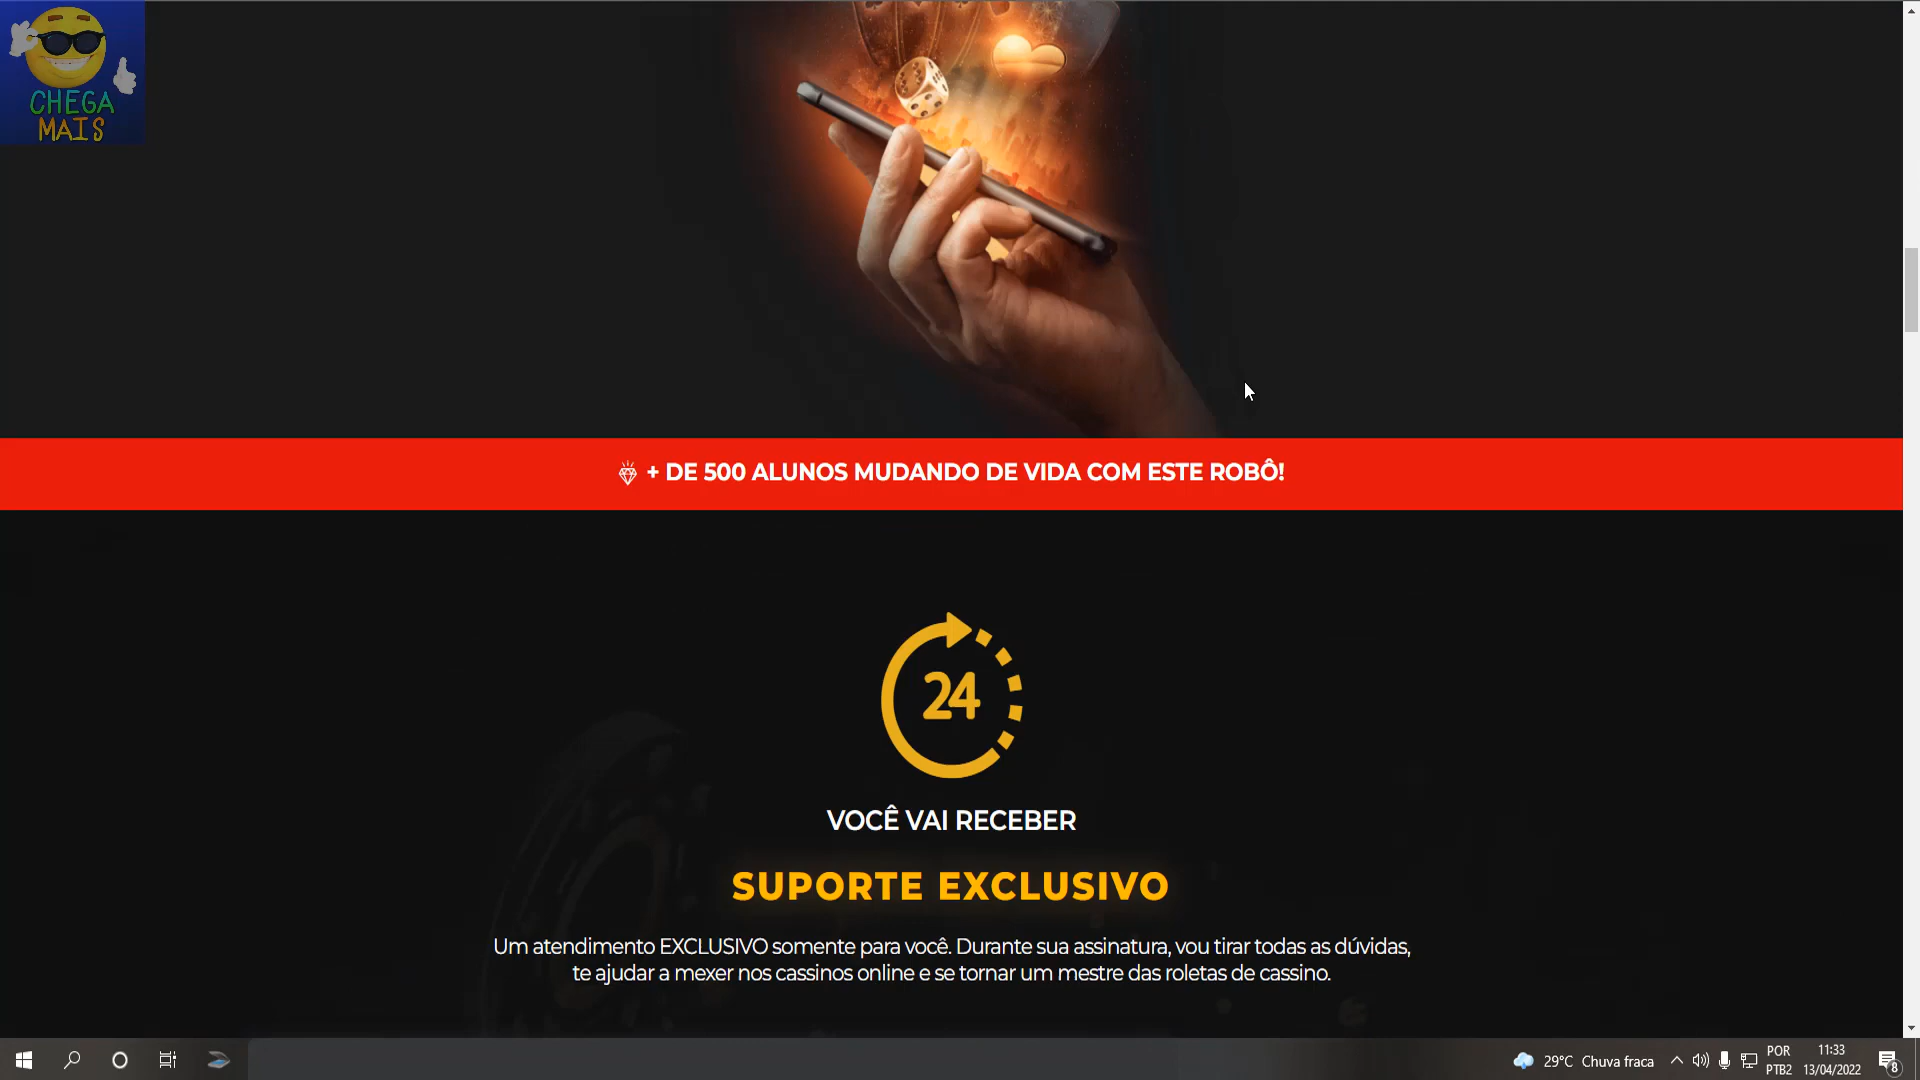 CHEGA
MAIS
+ DE 500 ALUNOS MUDANDO DE VIDA COM ESTE ROBÔ!
24
VOCÊ VAI RECEBER
SUPORTE EXCLUSIVO
Um atendimento EXCLUSIVO somente para você. Durante sua assinatura, vou tirar todas as dúvidas,
te ajudar a mexer nos cassinos online e se tornar um mestre das roletas de cassino.
29°C Chuva fraca
POR
PTB2
11:33
13/04/2022
8